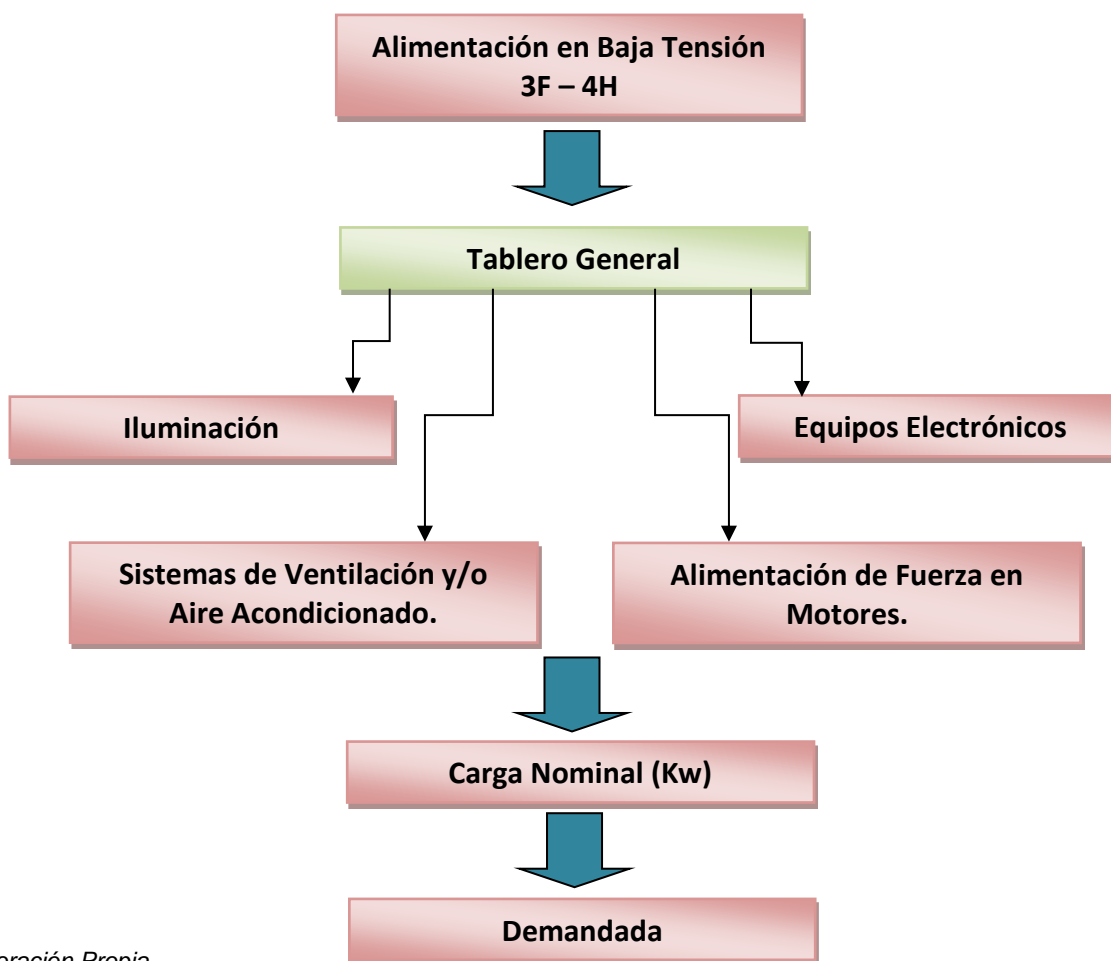 Alimentación en Baja Tensión
3F – 4H
Tablero General
Iluminación
Equipos Electrónicos
Sistemas de Ventilación y/o
Aire Acondicionado.
Alimentación de Fuerza en
Motores.
Carga Nominal (Kw)
Demandada
Propia